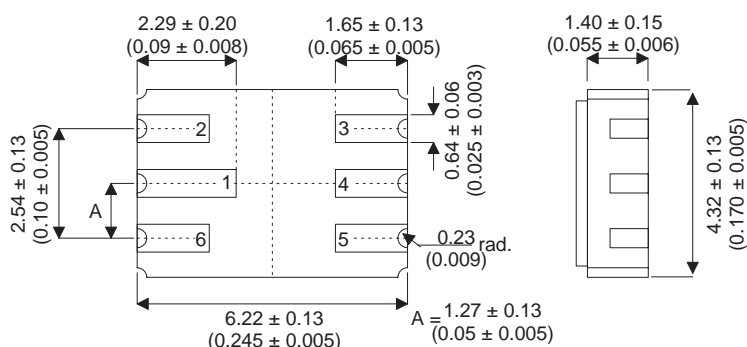 2.29 ± 0.20
(0.09 ± 0.008)
1.65 ± 0.13
(0.065 ± 0.005)
1.40 ± 0.15
(0.055 ± 0.006)
2
3
0.64 ± 0.06
(0.025 ± 0.003)
2.54 ± 0.13
(0.10 ± 0.005)
A
1
4
4.32 ± 0.13
(0.170 ± 0.005)
6
5
0.23 rad.
(0.009)
6.22 ± 0.13
(0.245 ± 0.005)
A = 1.27 ± 0.13
(0.05 ± 0.005)